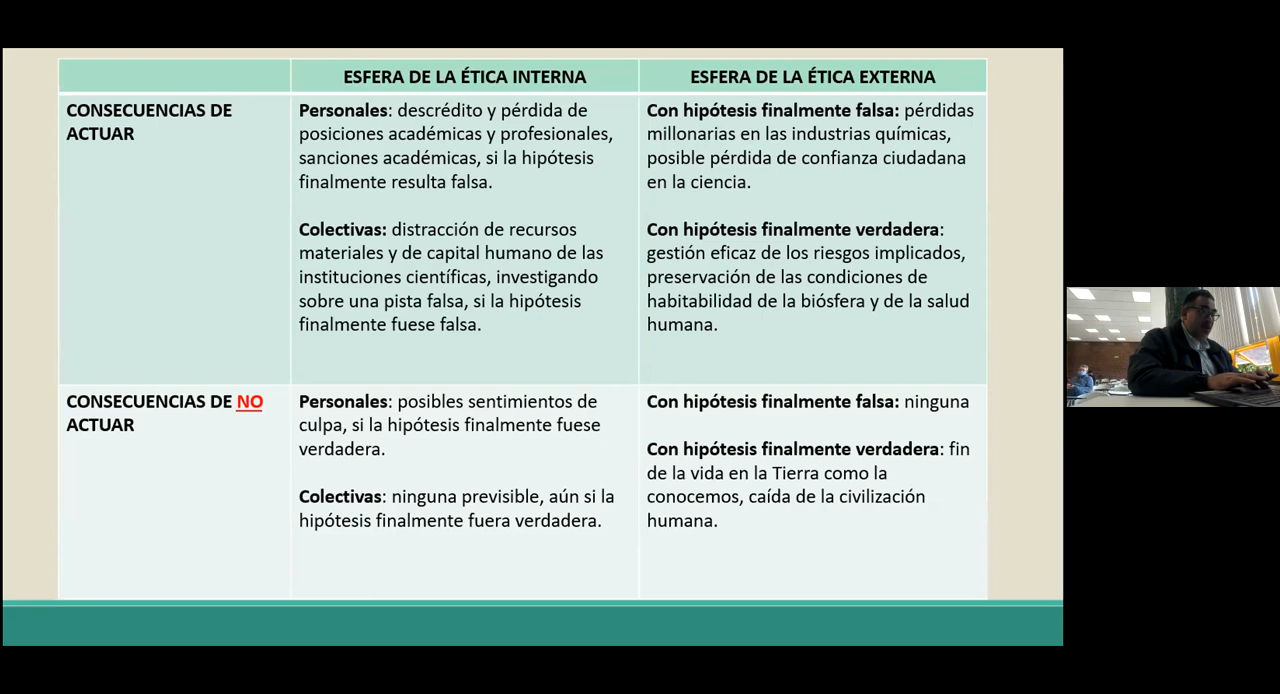 ESFERA DE LA ÉTICA INTERNA
ESFERA DE LA ÉTICA EXTERNA
CONSECUENCIAS DE
ACTUAR
Personales: descrédito y pérdida de
posiciones académicas y profesionales,
sanciones académicas, si la hipótesis
finalmente resulta falsa.
Colectivas: distracción de recursos
materiales y de capital humano de las
instituciones científicas, investigando
sobre una pista falsa, si la hipótesis
finalmente fuese falsa.
Con hipótesis finalmente falsa: pérdidas
millonarias en las industrias químicas,
posible pérdida de confianza ciudadana
en la ciencia.
Con hipótesis finalmente verdadera:
gestión eficaz de los riesgos implicados,
preservación de las condiciones de
habitabilidad de la biósfera y de la salud
humana.
CONSECUENCIAS DE NO
ACTUAR
Personales: posibles sentimientos de
culpa, si la hipótesis finalmente fuese
verdadera.
Colectivas: ninguna previsible, aún si la
hipótesis finalmente fuera verdadera.
Con hipótesis finalmente falsa: ninguna
Con hipótesis finalmente verdadera: fin
de la vida en la Tierra como la
conocemos, caída de la civilización
humana.